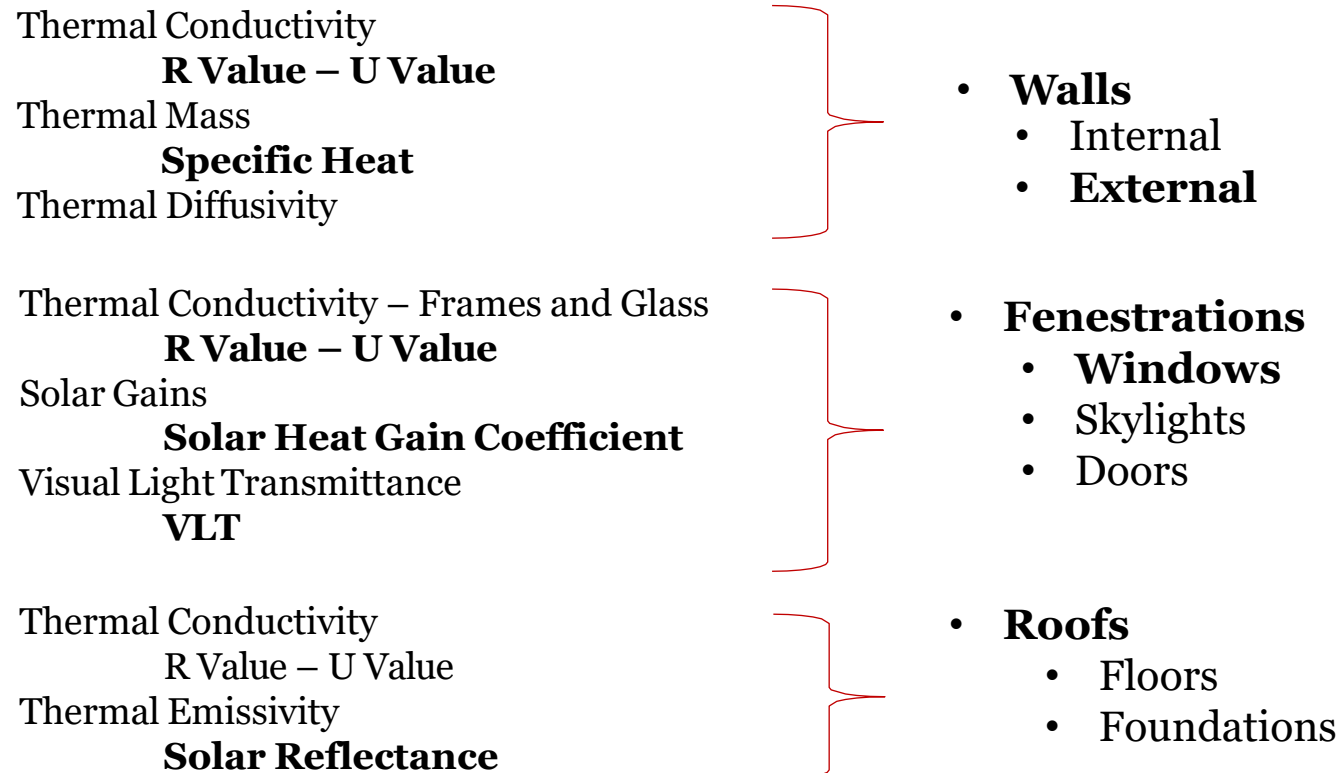 Thermal Conductivity
R Value – U Value
Thermal Mass
Specific Heat
Thermal Diffusivity
• Walls
• Internal
• External
Thermal Conductivity – Frames and Glass
R Value – U Value
Solar Gains
Solar Heat Gain Coefficient
Visual Light Transmittance
VLT
• Fenestrations
• Windows
• Skylights
• Doors
Thermal Conductivity
R Value – U Value
Thermal Emissivity
Solar Reflectance
• Roofs
• Floors
• Foundations